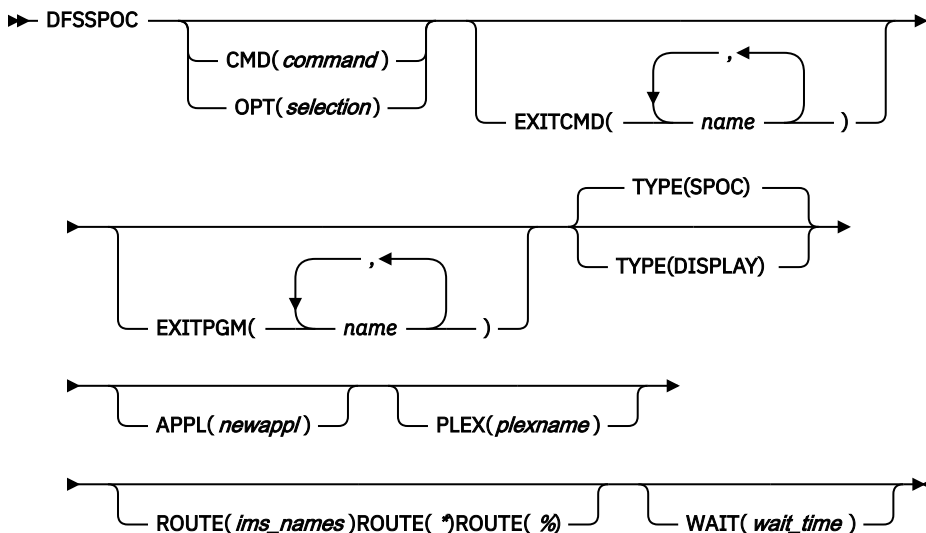 DFSSPOC
CMD( command )
OPT( selection)
,
EXITCMD( name )
TYPE(SPOC)
TYPE(DISPLAY)
,
EXITPGM( name )
APPL( newappl )
PLEX( plexname )
ROUTE( ims_names )ROUTE( *)ROUTE( %)
WAIT( wait_time )